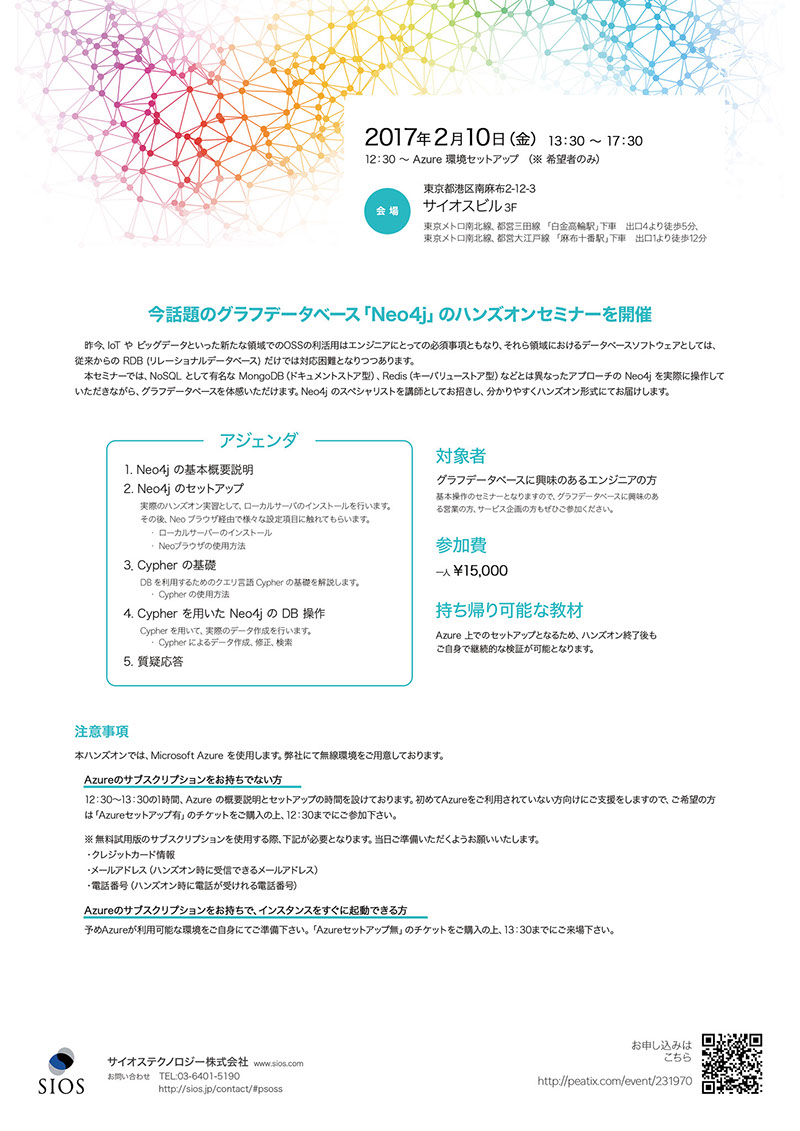 2017年2月10日(金) 13:30 ～ 17:30
12:30 ～ Azure 環境セットアップ (※ 希望者のみ)
会場
東京都港区南麻布2-12-3
サイオスビル 3F
東京メトロ南北線、都営三田線 「白金高輪駅」下車　出口4より徒歩5分、
東京メトロ南北線、都営大江戸線 「麻布十番駅」下車　出口1より徒歩12分
今話題のグラフデータベース「Neo4j」のハンズオンセミナーを開催
昨今、IoT や ビッグデータといった新たな領域でのOSSの利活用はエンジニアにとっての必須事項ともなり、それら領域におけるデータベースソフトウェアとしては、
従来からの RDB (リレーショナルデータベース) だけでは対応困難となりつつあります。
本セミナーでは、NoSQL として有名な MongoDB (ドキュメントストア型) 、Redis (キーバリューストア型) などとは異なったアプローチの Neo4j を実際に操作して
いただきながら、グラフデータベースを体感いただけます。Neo4j のスペシャリストを講師としてお招きし、分かりやすくハンズオン形式にてお届けします。
アジェンダ
1. Neo4j の基本概要説明
2. Neo4j のセットアップ
実際のハンズオン実習として、ローカルサーバのインストールを行います。
その後、Neo ブラウザ経由で様々な設定項目に触れてもらいます。
・ ローカルサーバーのインストール
・ Neoブラウザの使用方法
3. Cypher の基礎
DB を利用するためのクエリ言語 Cypher の基礎を解説します。
・ Cypher の使用方法
4. Cypher を用いた Neo4j の DB 操作
Cypher を用いて、実際のデータ作成を行います。
・ Cypher によるデータ作成、修正、検索
5. 質疑応答
対象者
グラフデータベースに興味のあるエンジニアの方
基本操作のセミナーとなりますので、グラフデータベースに興味のあ
る営業の方、サービス企画の方もぜひご参加ください。
参加費
一人 ¥15,000
持ち帰り可能な教材
Azure 上でのセットアップとなるため、ハンズオン終了後も
ご自身で継続的な検証が可能となります。
注意事項
本ハンズオンでは、Microsoft Azure を使用します。弊社にて無線環境をご用意しております。
Azureのサブスクリプションをお持ちでない方
12:30～13:30の1時間、Azure の概要説明とセットアップの時間を設けております。初めてAzureをご利用されていない方向けにご支援をしますので、ご希望の方
は「Azureセットアップ有」のチケットをご購入の上、12:30までにご参加下さい。
※ 無料試用版のサブスクリプションを使用する際、下記が必要となります。当日ご準備いただくようお願いいたします。
・クレジットカード情報
・メールアドレス (ハンズオン時に受信できるメールアドレス)
・電話番号 (ハンズオン時に電話が受けれる電話番号)
Azureのサブスクリプションをお持ちで、インスタンスをすぐに起動できる方
予めAzureが利用可能な環境をご自身にてご準備下さい。「Azureセットアップ無」のチケットをご購入の上、13:30までにご来場下さい。
SIOS
サイオステクノロジー株式会社 www.sios.com
お問い合わせ TEL:03-6401-5190
http://sios.jp/contact/#psoss
お申し込みは
こちら
http://peatix.com/event/231970